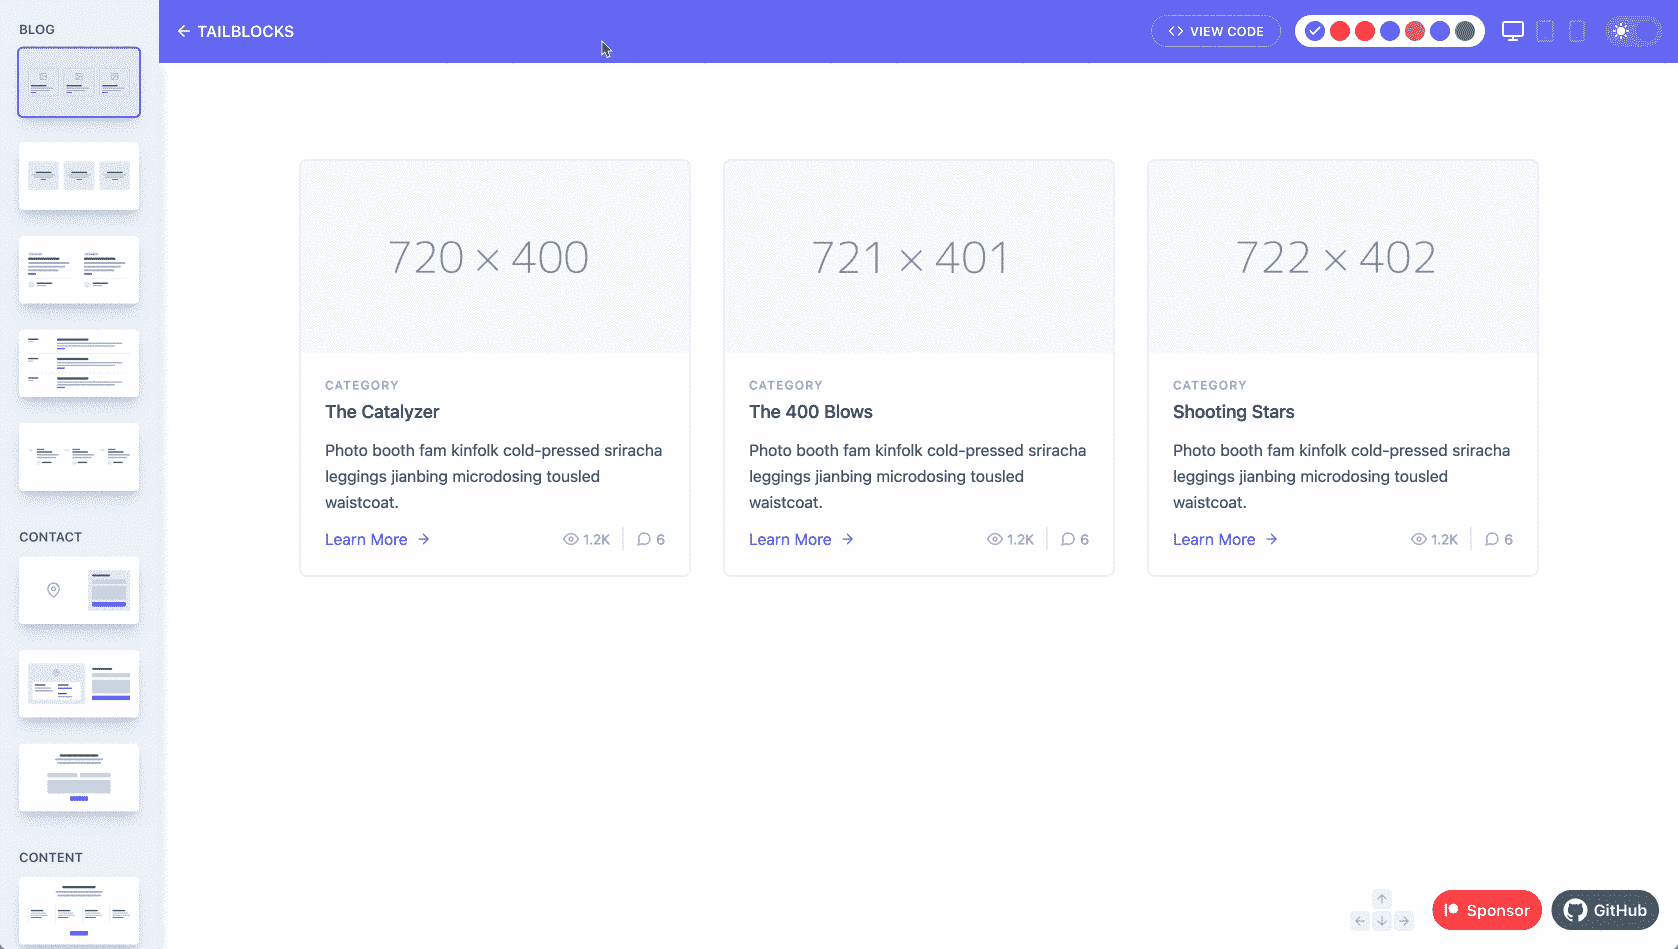 BLOG
CONTACT
CONTENT
TAILBLOCKS
VIEW CODE
720 × 400
CATEGORY
The Catalyzer
Photo booth fam kinfolk cold-pressed sriracha
leggings jianbing microdosing tousled
waistcoat.
Learn More
1.2K
6
721 × 401
CATEGORY
The 400 Blows
Photo booth fam kinfolk cold-pressed sriracha
leggings jianbing microdosing tousled
waistcoat.
Learn More
1.2K
6
722 × 402
CATEGORY
Shooting Stars
Photo booth fam kinfolk cold-pressed sriracha
leggings jianbing microdosing tousled
waistcoat.
Learn More
1.2K
6
Sponsor
GitHub